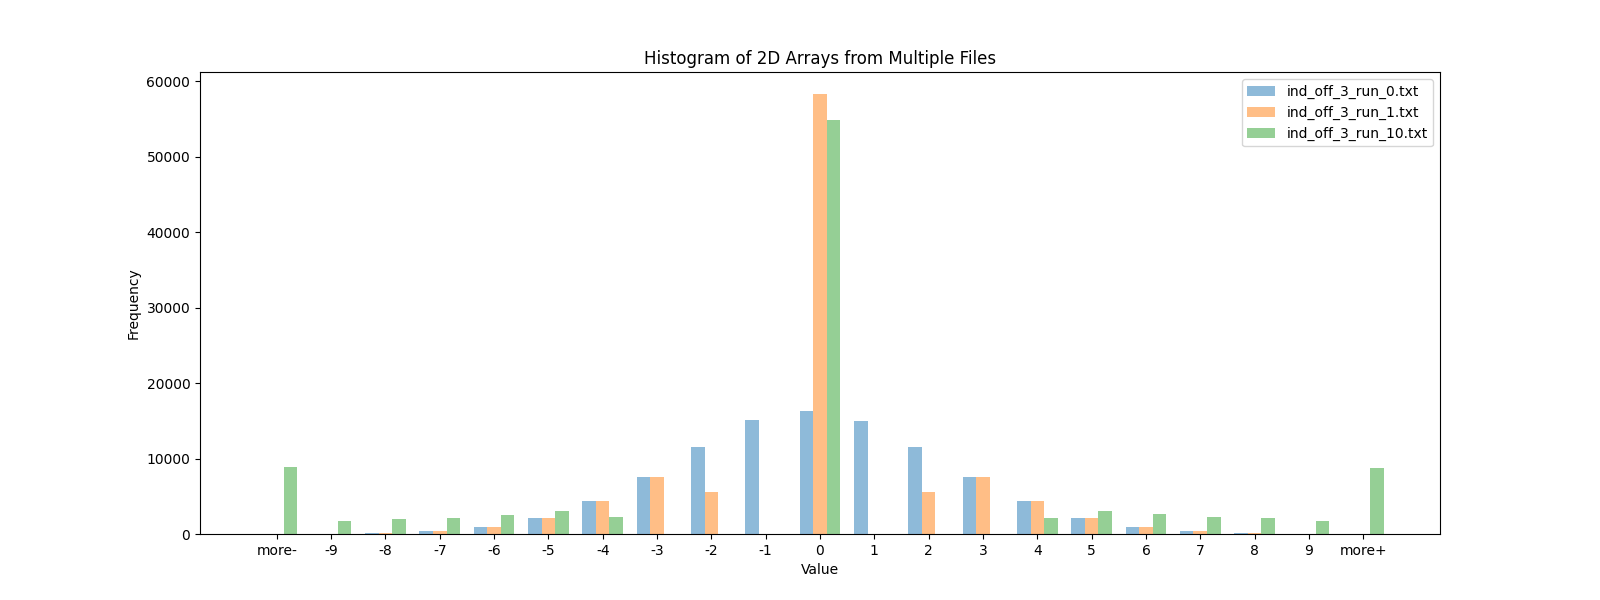 Histogram of 2D Arrays from Multiple Files
60000
50000
40000
30000
20000
10000
0
Frequency
ind_off_3_run_0.txt
ind_off_3_run_1.txt
ind_off_3_run_10.txt
more- -9 -8 -7 -6 -5 -4 -3 -2 -1 0 1 2 3 4 5 6 7 8 9 more+
Value